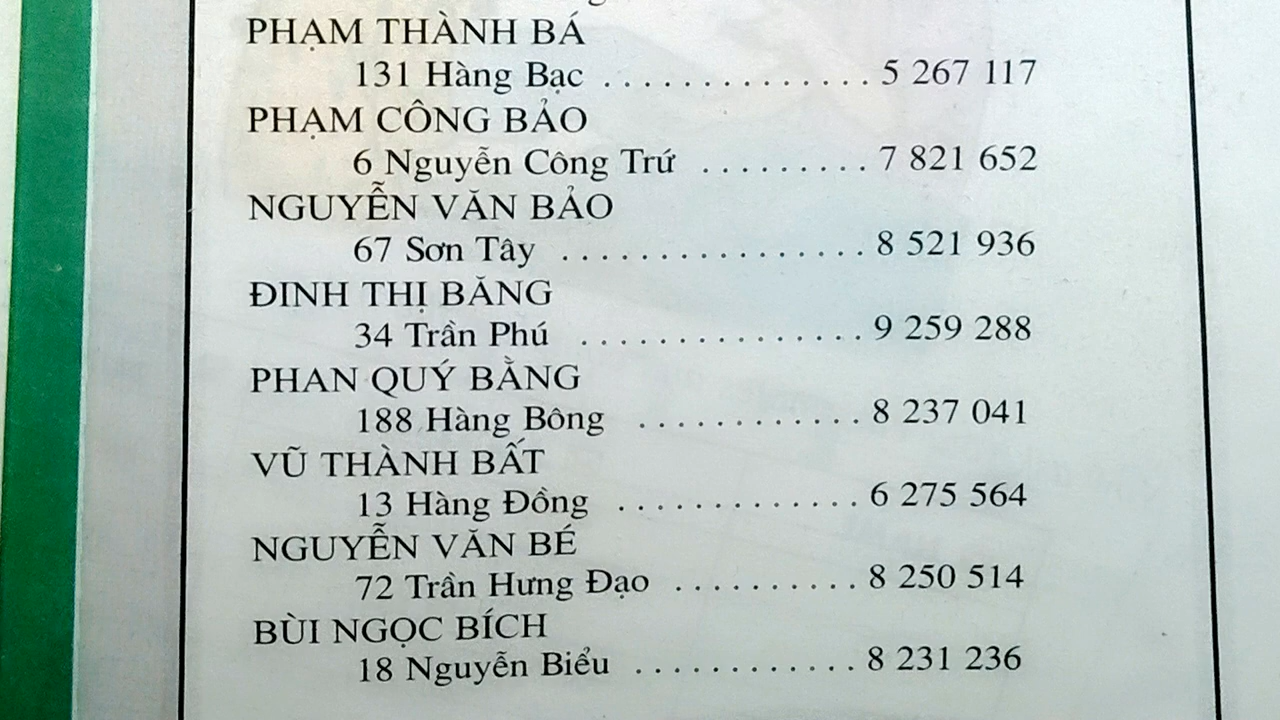 PHẠM THÀNH BÁ
131 Hàng Bạc . . . . . . . . . . . . . . . 5 267 117
PHẠM CÔNG BẢO
6 Nguyễn Công Trứ . . . . . . . . . 7 821 652
NGUYỄN VĂN BẢO
67 Sơn Tây . . . . . . . . . . . . . . . . 8 521 936
ĐINH THỊ BĂNG
34 Trần Phú . . . . . . . . . . . . . . . 9 259 288
PHAN QUÝ BẰNG
188 Hàng Bông . . . . . . . . . . . . 8 237 041
VŨ THÀNH BẤT
13 Hàng Đồng . . . . . . . . . . . . . 6 275 564
NGUYỄN VĂN BÉ
72 Trần Hưng Đạo . . . . . . . . . . 8 250 514
BÙI NGỌC BÍCH
18 Nguyễn Biểu . . . . . . . . . . . . 8 231 236